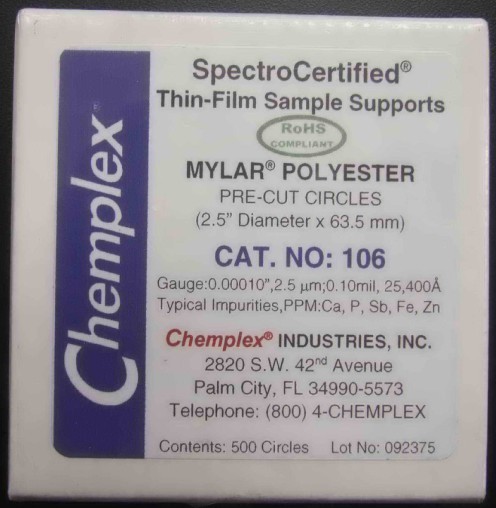 Chemplex
SpectroCertified®
Thin-Film Sample Supports
RoHS
COMPLIANT
MYLAR® POLYESTER
PRE-CUT CIRCLES
(2.5" Diameter x 63.5 mm)
CAT. NO: 106
Gauge:0.00010",2.5 µm;0.10mil, 25,400Å
Typical Impurities,PPM:Ca, P, Sb, Fe, Zn
Chemplex® INDUSTRIES, INC.
2820 S.W. 42nd Avenue
Palm City, FL 34990-5573
Telephone: (800) 4-CHEMPLEX
Contents: 500 Circles Lot No: 092375